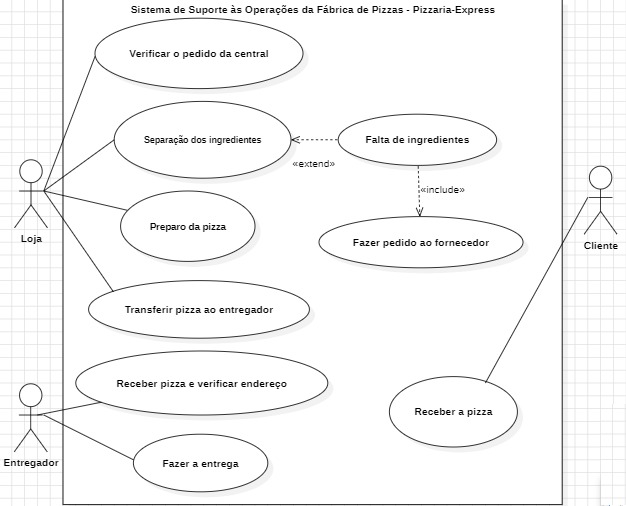 Sistema de Suporte às Operações da Fábrica de Pizzas - Pizzaria-Express
Verificar o pedido da central
Separação dos ingredientes
Falta de ingredientes
«extend»
«include»
Preparo da pizza
Fazer pedido ao fornecedor
Loja
Cliente
Transferir pizza ao entregador
Receber pizza e verificar endereço
Receber a pizza
Entregador
Fazer a entrega